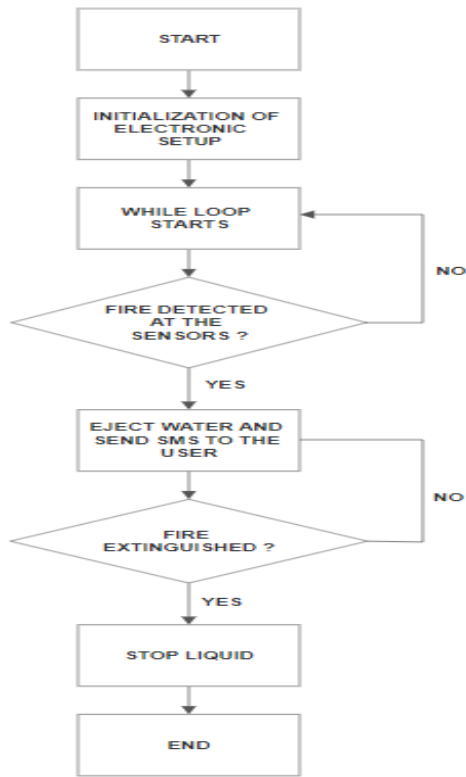 START
INITIALIZATION OF
ELECTRONIC
SETUP
WHILE LOOP
STARTS
NO
FIRE DETECTED
AT THE
SENSORS ?
YES
EJECT WATER AND
SEND SMS TO THE
USER
NO
FIRE
EXTINGUISHED ?
YES
STOP LIQUID
END